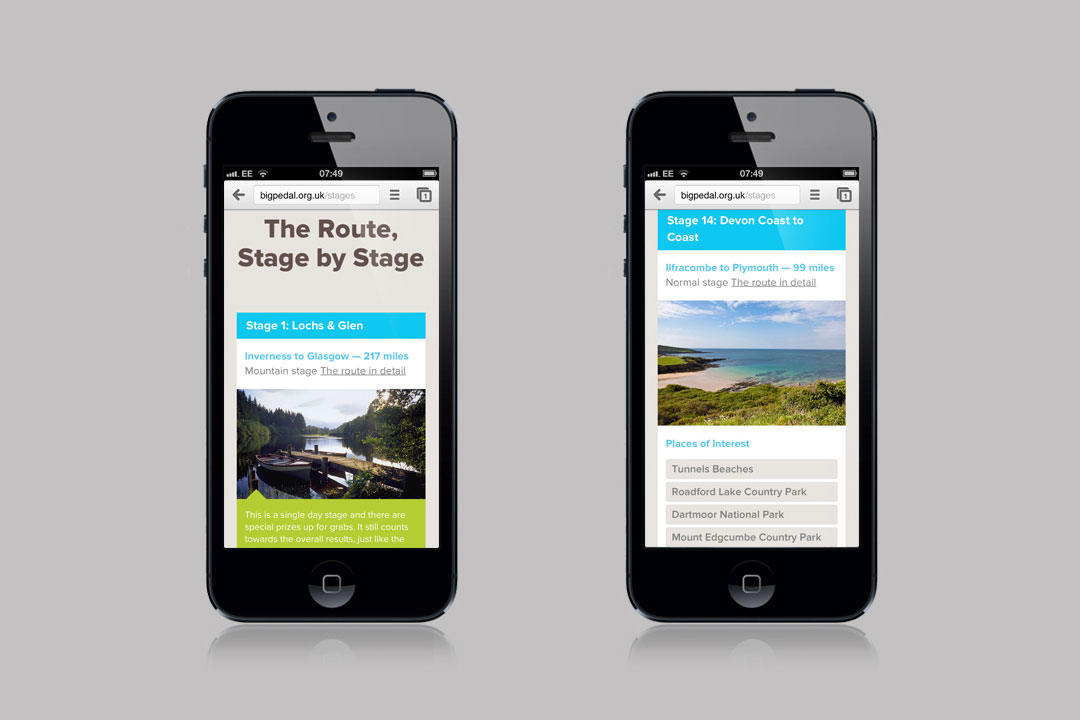 EE 07:49
bigpedal.org.uk/stages 1
The Route,
Stage by Stage
Stage 1: Lochs & Glen
Inverness to Glasgow — 217 miles
Mountain stage The route in detail
This is a single day stage and there are
special prizes up for grabs. It still counts
towards the overall results, just like the
EE 07:49
bigpedal.org.uk/stages 1
Stage 14: Devon Coast to
Coast
Ilfracombe to Plymouth — 99 miles
Normal stage The route in detail
Places of Interest
Tunnels Beaches
Roadford Lake Country Park
Dartmoor National Park
Mount Edgcumbe Country Park